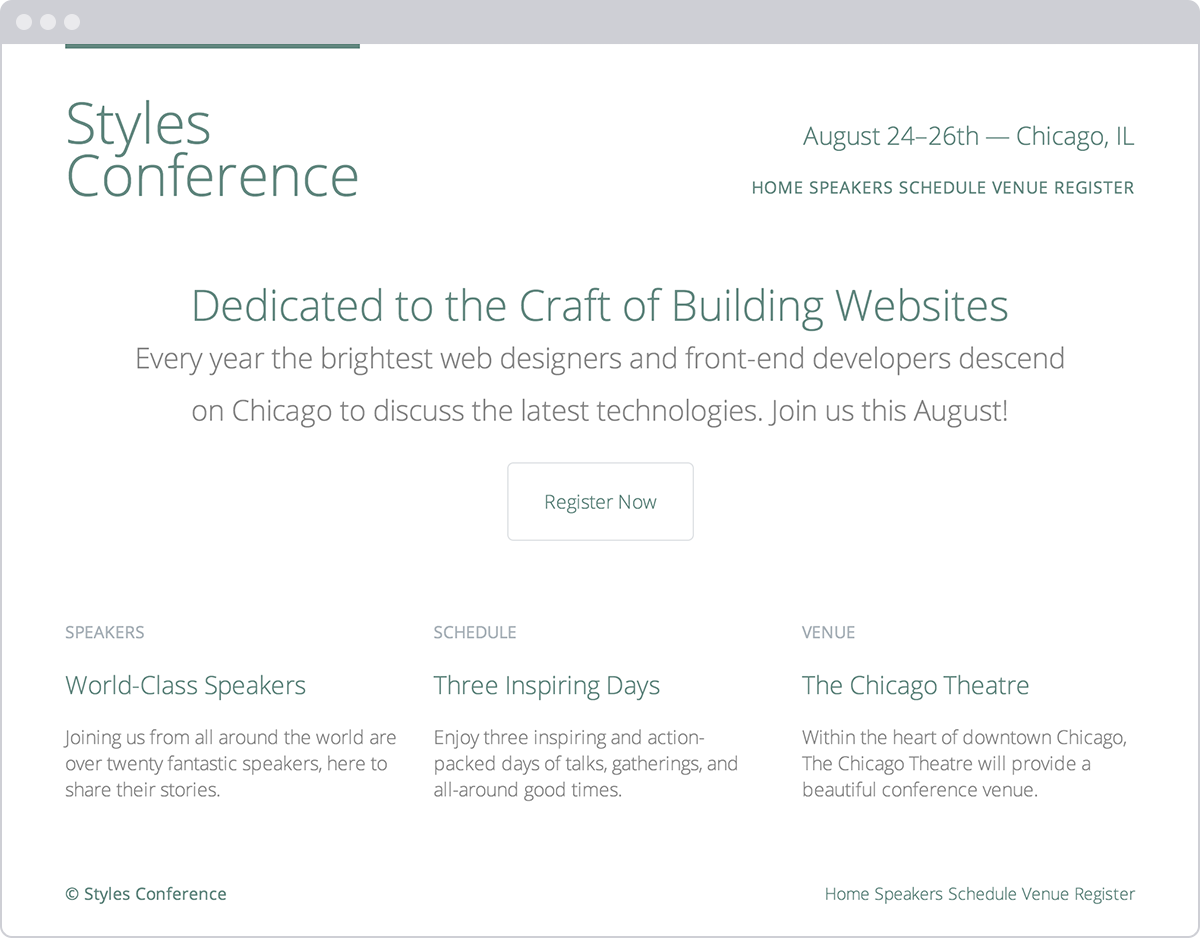 Styles
Conference
August 24–26th — Chicago, IL
HOME SPEAKERS SCHEDULE VENUE REGISTER
Dedicated to the Craft of Building Websites
Every year the brightest web designers and front-end developers descend
on Chicago to discuss the latest technologies. Join us this August!
Register Now
SPEAKERS
World-Class Speakers
Joining us from all around the world are
over twenty fantastic speakers, here to
share their stories.
SCHEDULE
Three Inspiring Days
Enjoy three inspiring and action-
packed days of talks, gatherings, and
all-around good times.
VENUE
The Chicago Theatre
Within the heart of downtown Chicago,
The Chicago Theatre will provide a
beautiful conference venue.
© Styles Conference
Home Speakers Schedule Venue Register